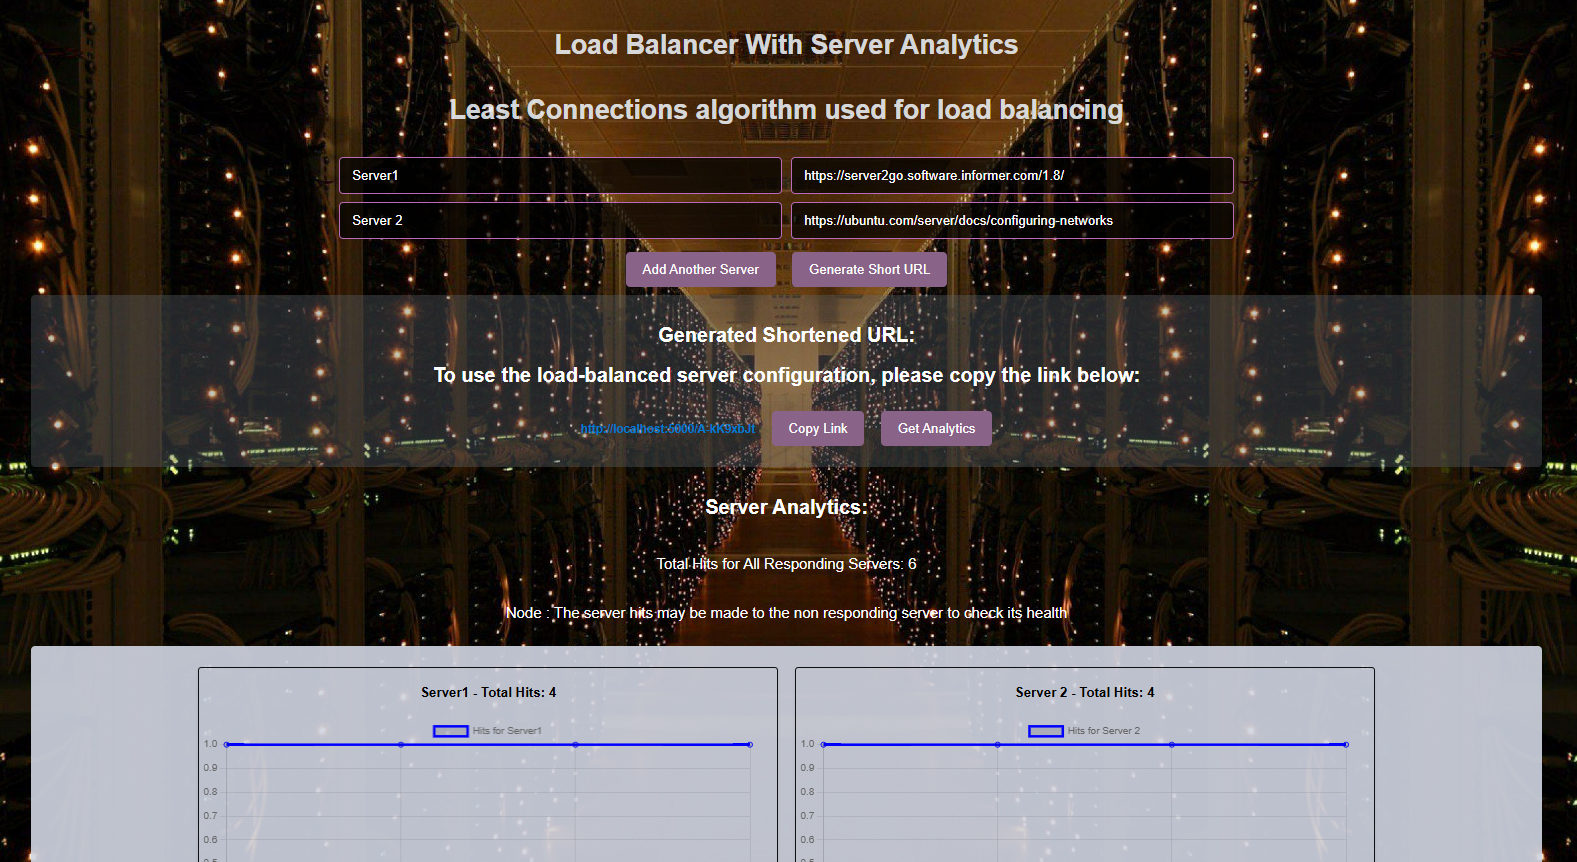 Load Balancer With Server Analytics
Least Connections algorithm used for load balancing
Server1 https://server2go.software.informer.com/1.8/
Server 2 https://ubuntu.com/server/docs/configuring-networks
Add Another Server Generate Short URL
Generated Shortened URL:
To use the load-balanced server configuration, please copy the link below:
Copy Link Get Analytics
Server Analytics:
Total Hits for All Responding Servers: 6
Node : The server hits may be made to the non responding server to check its health
Server1 - Total Hits: 4
Hits for Server1
1.0
0.9
0.8
0.7
0.6
Server 2 - Total Hits: 4
Hits for Server 2
1.0
0.9
0.8
0.7
0.6